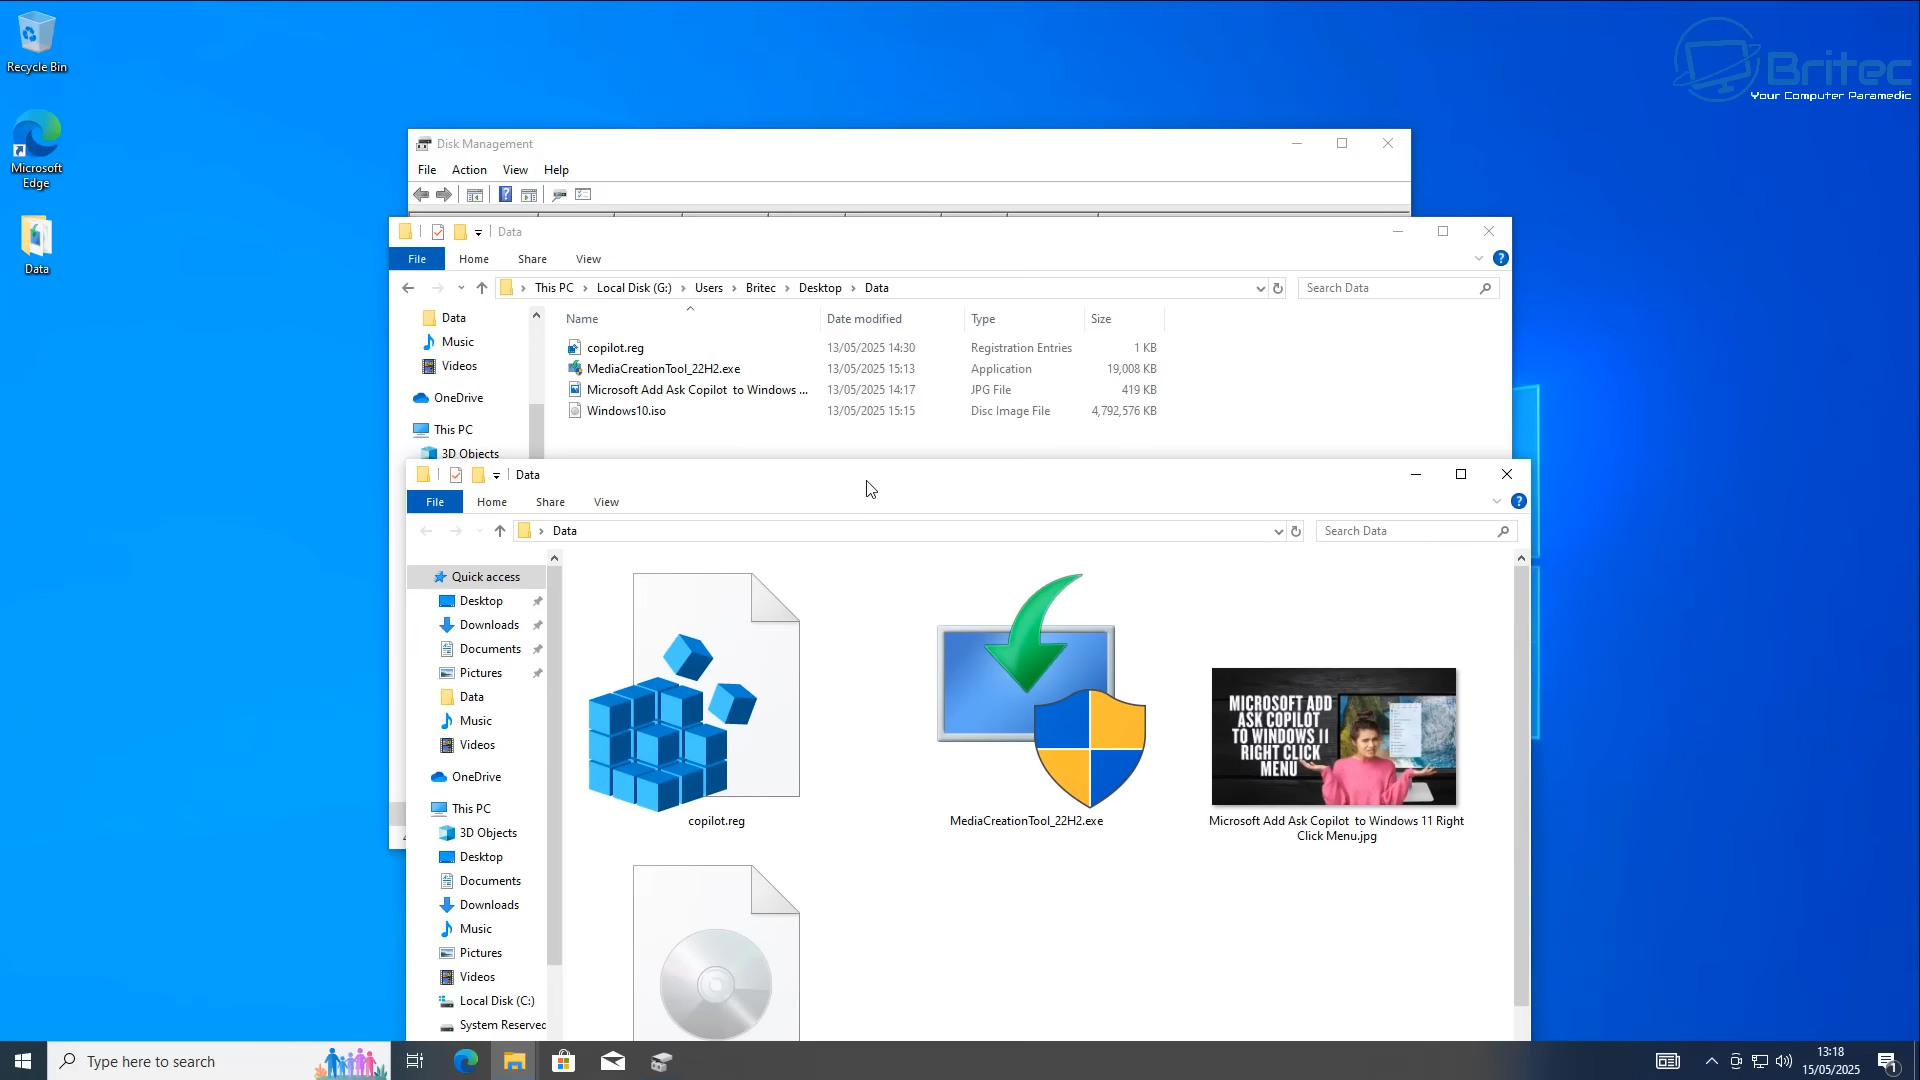 Recycle Bin
Microsoft
Edge
Data
Britec
Your Computer Paramedic
Disk Management
File Action View Help
Data
File Home Share View
This PC > Local Disk (G:) > Users > Britec > Desktop > Data
Search Data
Name Date modified Type Size
copilot.reg 13/05/2025 14:30 Registration Entries 1 KB
MediaCreationTool_22H2.exe 13/05/2025 15:13 Application 19,008 KB
Microsoft Add Ask Copilot  to Windows ... 13/05/2025 14:17 JPG File 419 KB
Windows10.iso 13/05/2025 15:15 Disc Image File 4,792,576 KB
Data
Music
Videos
OneDrive
This PC
3D Objects
Data
File Home Share View
Data
Search Data
Quick access
Desktop
Downloads
Documents
Pictures
Data
Music
Videos
OneDrive
This PC
3D Objects
Desktop
Documents
Downloads
Music
Pictures
Videos
Local Disk (C:)
System Reserved
MICROSOFT ADD
ASK COPILOT
TO WINDOWS 11
RIGHT CLICK
MENU
copilot.reg
MediaCreationTool_22H2.exe
Microsoft Add Ask Copilot  to Windows 11 Right
Click Menu.jpg
Type here to search
13:18
15/05/2025
1